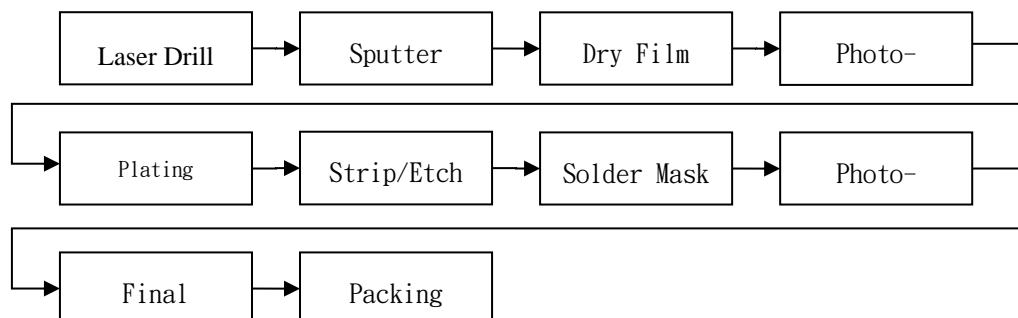 Laser Drill
Sputter
Dry Film
Photo-
Plating
Strip/Etch
Solder Mask
Photo-
Final
Packing